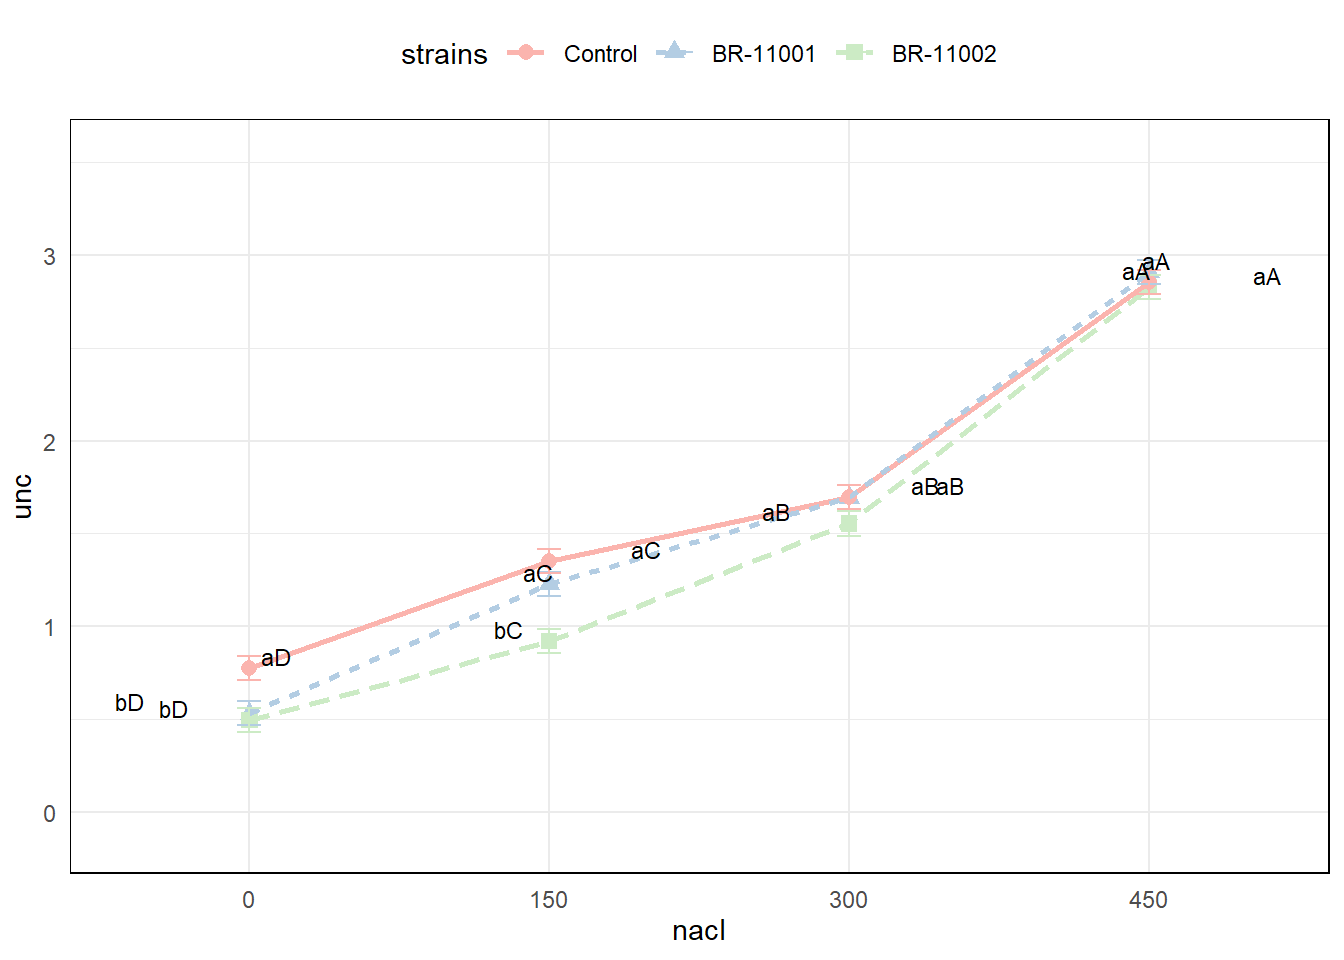 strains Control BR-11001 BR-11002
aA aA aA
3
2
aB aB aB
aC aC
bC
1
aD
bD bD
0
0 150 300 450
nacl
unc